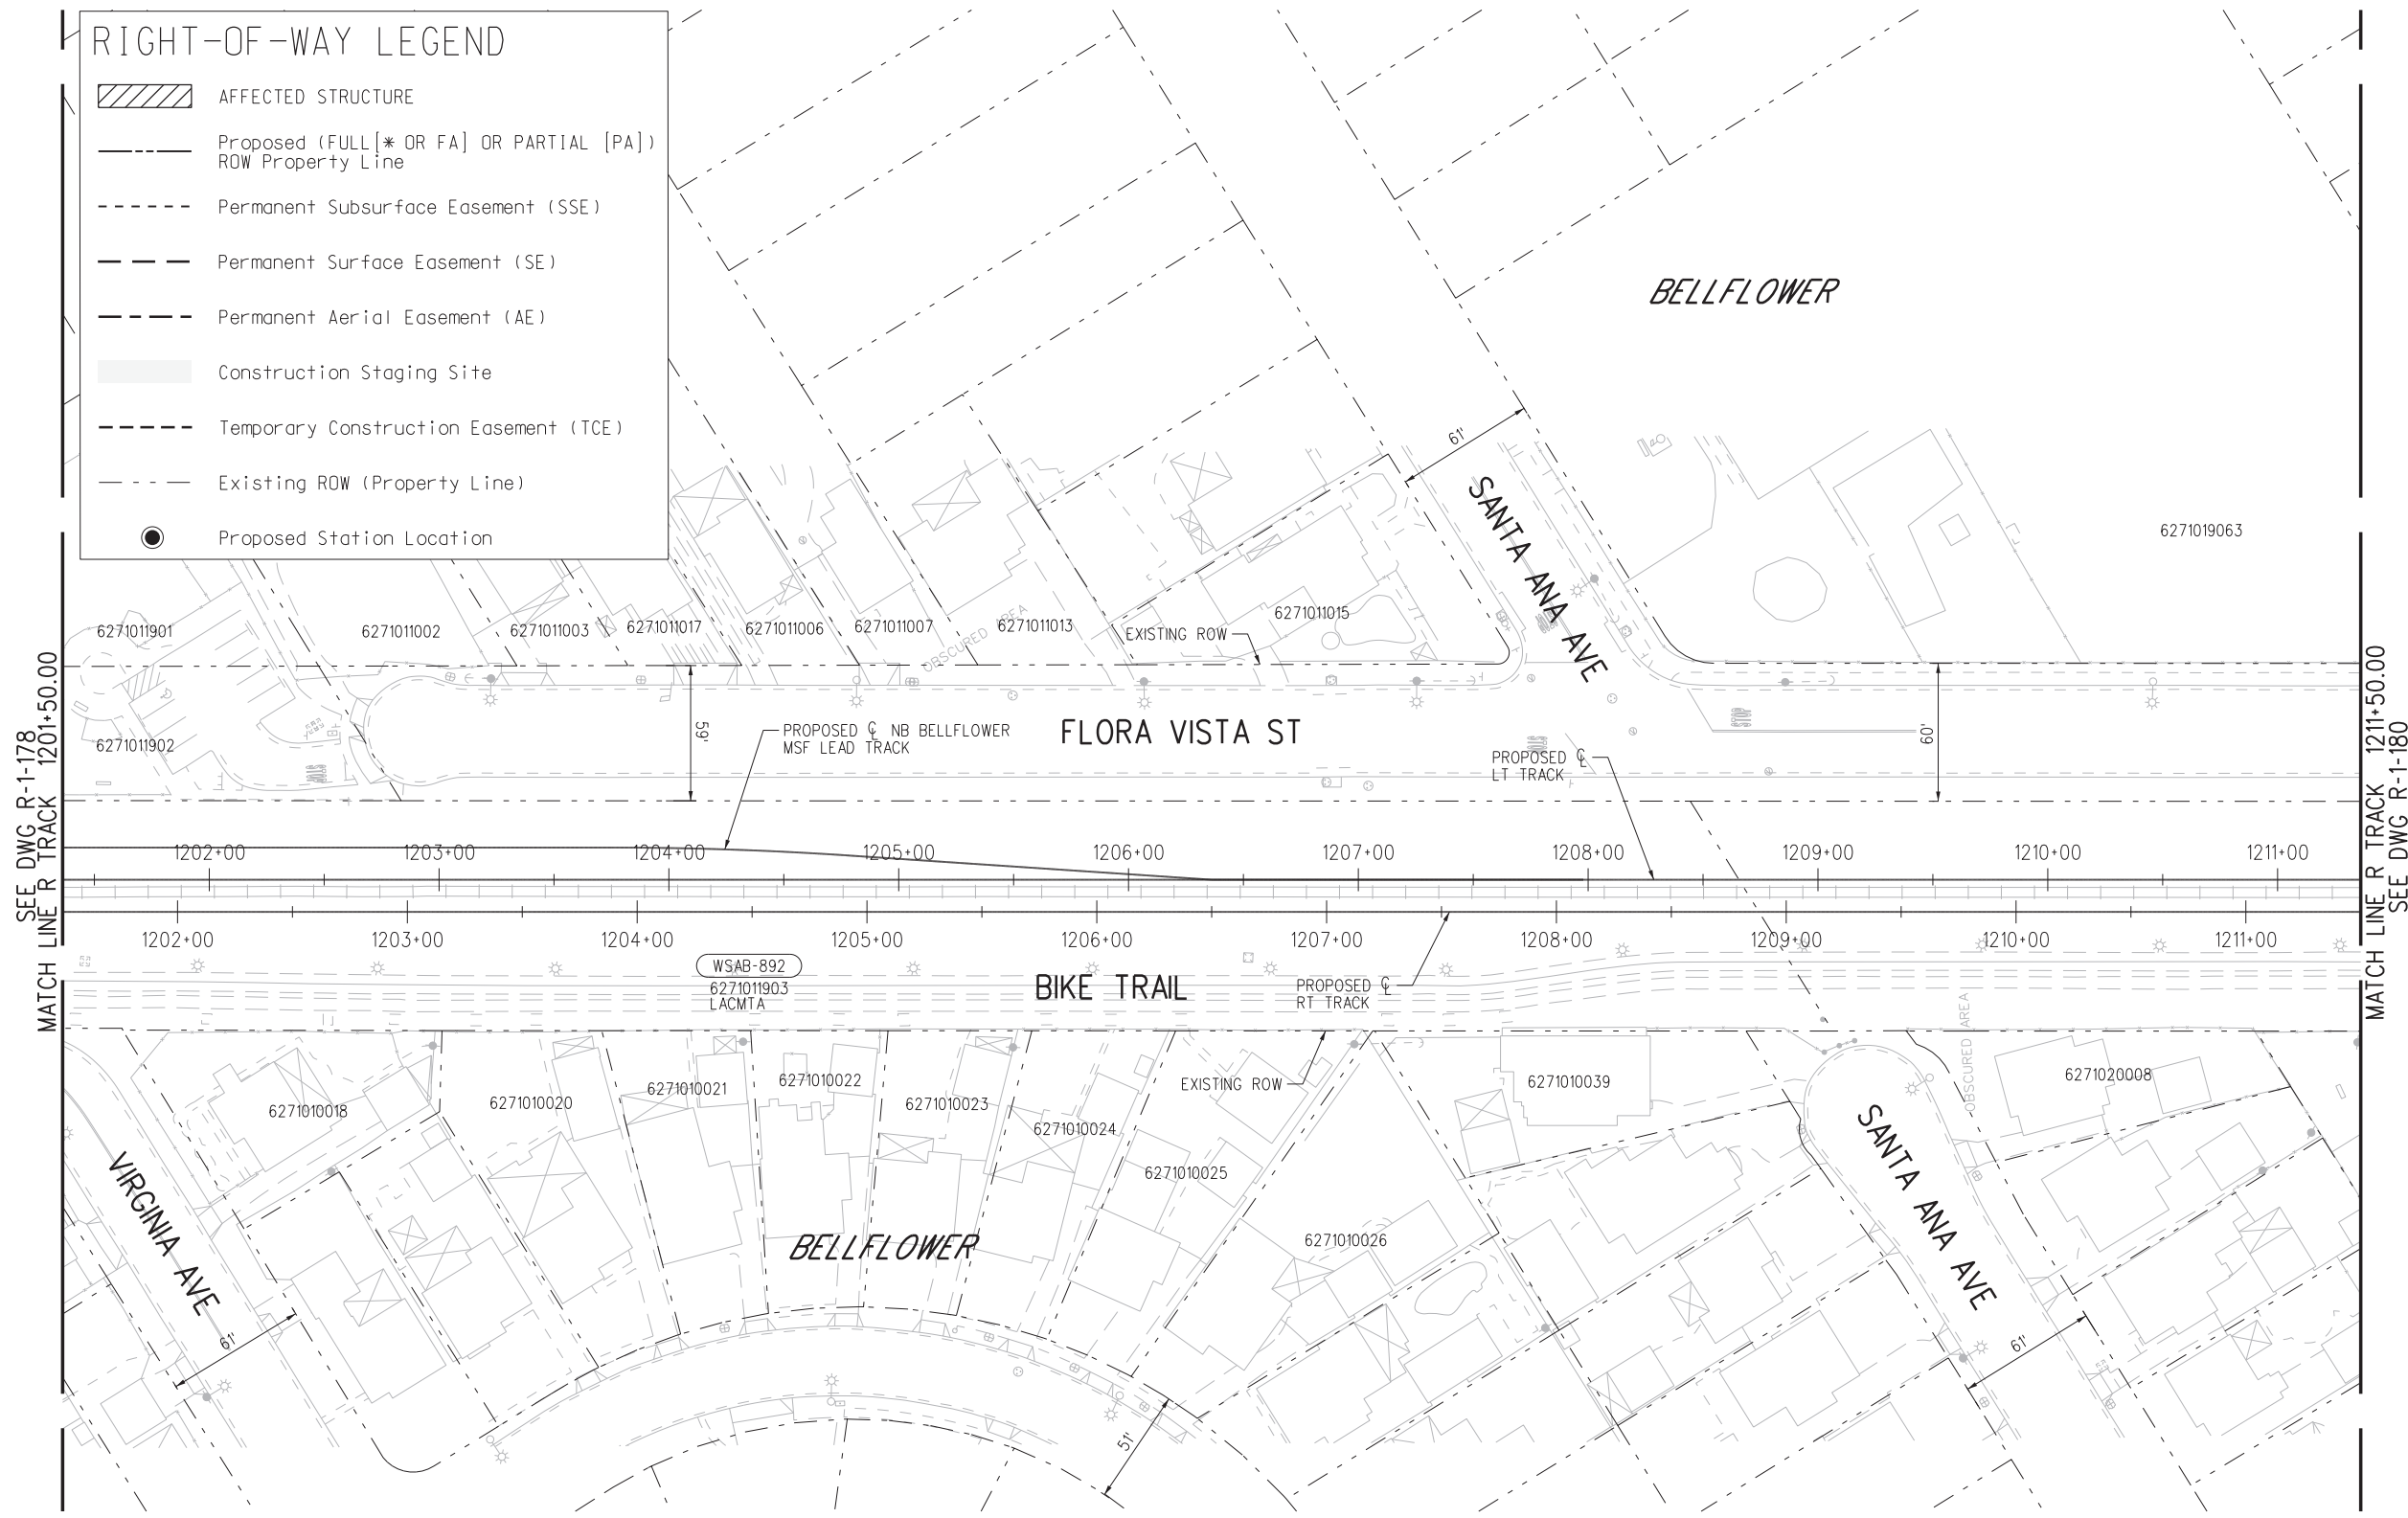 RIGHT-OF-WAY LEGEND
AFFECTED STRUCTURE
Proposed (FULL[* OR FA] OR PARTIAL [PA])
ROW Property Line
Permanent Subsurface Easement (SSE)
Permanent Surface Easement (SE)
Permanent Aerial Easement (AE)
Construction Staging Site
Temporary Construction Easement (TCE)
Existing ROW (Property Line)
Proposed Station Location
BELLFLOWER
61'
SANTA ANA AVE
6271019063
6271011901
6271011002
6271011003
6271011017
6271011006
6271011007
OBSCURED AREA
6271011013
6271011015
EXISTING ROW
6271011902
59'
PROPOSED ℄ NB BELLFLOWER
MSF LEAD TRACK
FLORA VISTA ST
PROPOSED ℄
LT TRACK
STOP
60'
SEE DWG R-1-178
MATCH LINE R TRACK 1201+50.00
MATCH LINE R TRACK 1211+50.00
SEE DWG R-1-180
1202+00
1203+00
1204+00
1205+00
1206+00
1207+00
1208+00
1209+00
1210+00
1211+00
1202+00
1203+00
1204+00
1205+00
1206+00
1207+00
1208+00
1209+00
1210+00
1211+00
WSAB-892
6271011903
LACMTA
BIKE TRAIL
PROPOSED ℄
RT TRACK
OBSCURED AREA
EXISTING ROW
6271010018
6271010020
6271010021
6271010022
6271010023
6271010024
6271010025
6271010026
6271010039
6271020008
VIRGINIA AVE
BELLFLOWER
SANTA ANA AVE
61'
51'
61'